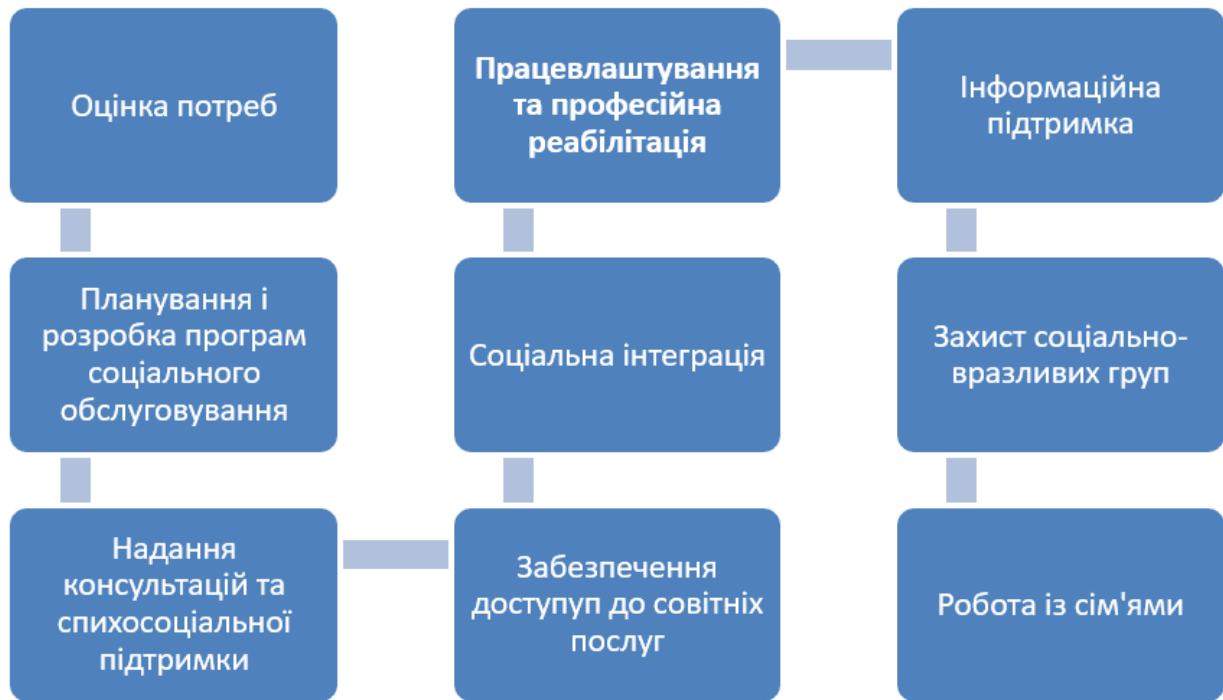 Оцінка потреб
Планування і
розробка програм
соціального
обслуговування
Надання
консультацій та
спихосоціальної
підтримки
Забезпечення
доступуп до совітніх
послуг
Соціальна інтеграція
Працевлаштування
та професійна
реабілітація
Інформаційна
підтримка
Захист соціально-
вразливих груп
Робота із сім'ями